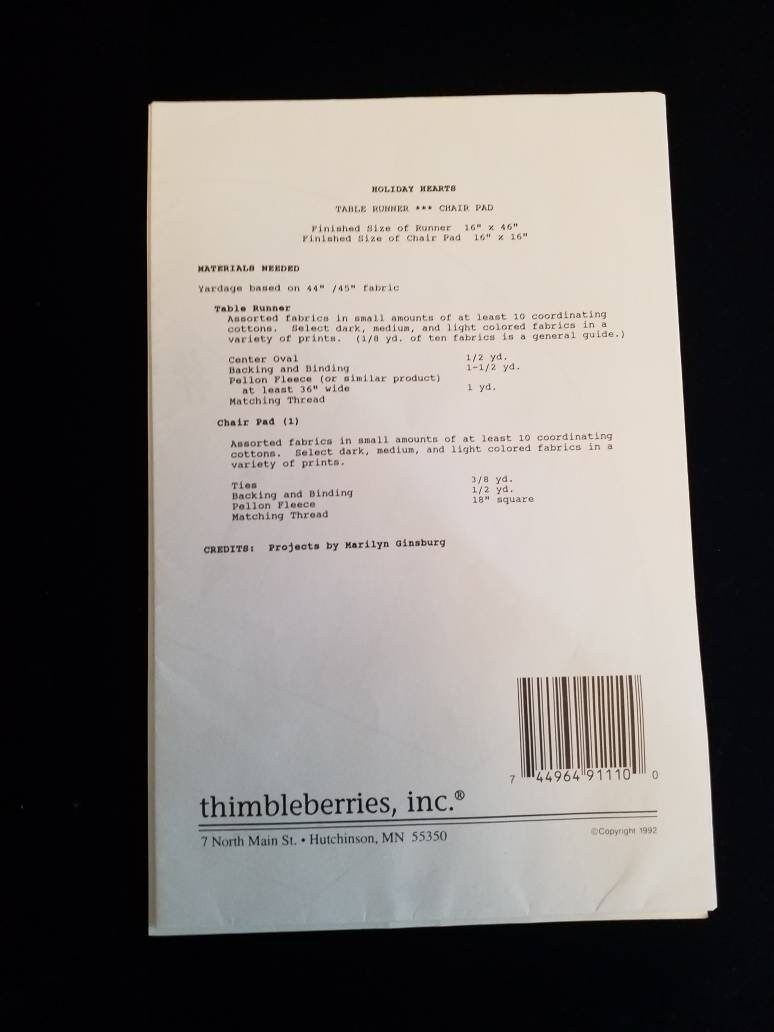 HOLIDAY HEARTS
TABLE RUNNER *** CHAIR PAD
Finished Size of Runner 16" x 46"
Finished Size of Chair Pad 16" x 16"
MATERIALS NEEDED
Yardage based on 44" /45" fabric
Table Runner
Assorted fabrics in small amounts of at least 10 coordinating
cottons. Select dark, medium, and light colored fabrics in a
variety of prints. (1/8 yd. of ten fabrics is a general guide.)
Center Oval 1/2 yd.
Backing and Binding 1-1/2 yd.
Pellon Fleece (or similar product)
at least 36" wide 1 yd.
Matching Thread
Chair Pad (1)
Assorted fabrics in small amounts of at least 10 coordinating
cottons. Select dark, medium, and light colored fabrics in a
variety of prints.
Ties 3/8 yd.
Backing and Binding 1/2 yd.
Pellon Fleece 18" square
Matching Thread
CREDITS: Projects by Marilyn Ginsburg
7 44964 91110 0
thimbleberries, inc.®
7 North Main St. • Hutchinson, MN 55350
©Copyright 1992